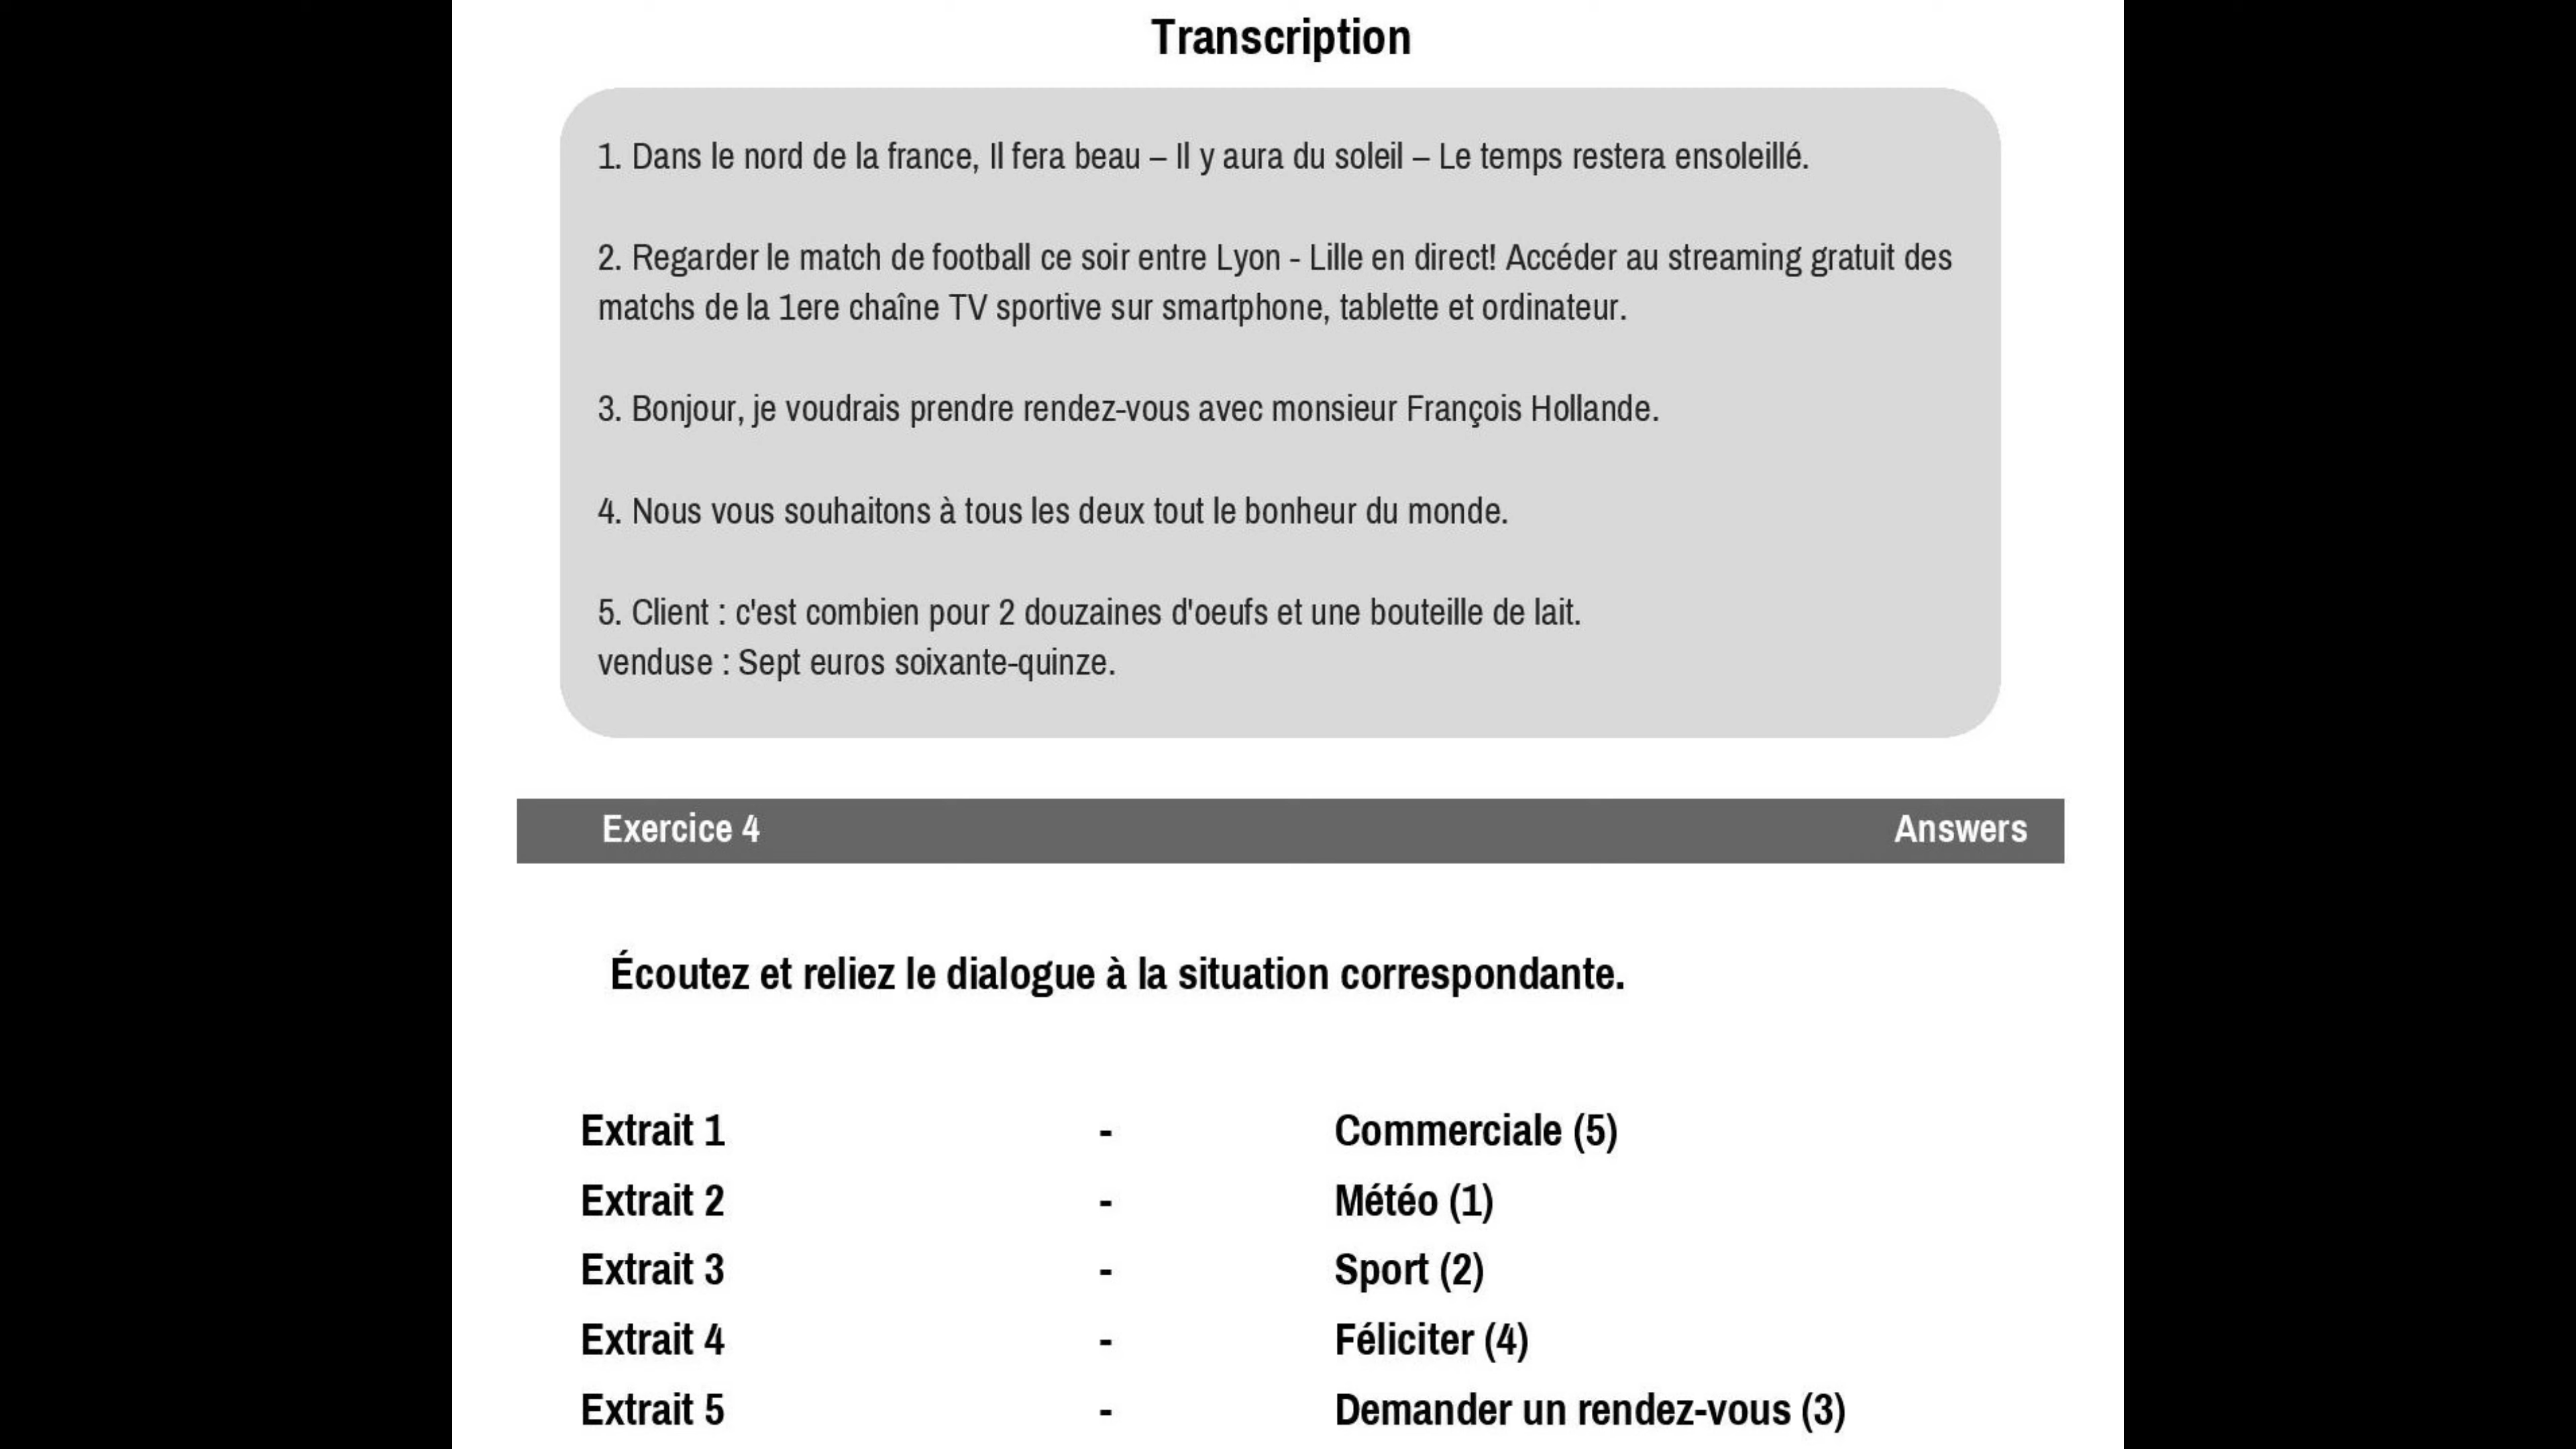 Transcription
1. Dans le nord de la france, Il fera beau – Il y aura du soleil – Le temps restera ensoleillé.
2. Regarder le match de football ce soir entre Lyon - Lille en direct! Accéder au streaming gratuit des
matchs de la 1ere chaîne TV sportive sur smartphone, tablette et ordinateur.
3. Bonjour, je voudrais prendre rendez-vous avec monsieur François Hollande.
4. Nous vous souhaitons à tous les deux tout le bonheur du monde.
5. Client : c'est combien pour 2 douzaines d'oeufs et une bouteille de lait.
venduse : Sept euros soixante-quinze.
Exercice 4 Answers
Écoutez et reliez le dialogue à la situation correspondante.
Extrait 1 - Commerciale (5)
Extrait 2 - Météo (1)
Extrait 3 - Sport (2)
Extrait 4 - Féliciter (4)
Extrait 5 - Demander un rendez-vous (3)